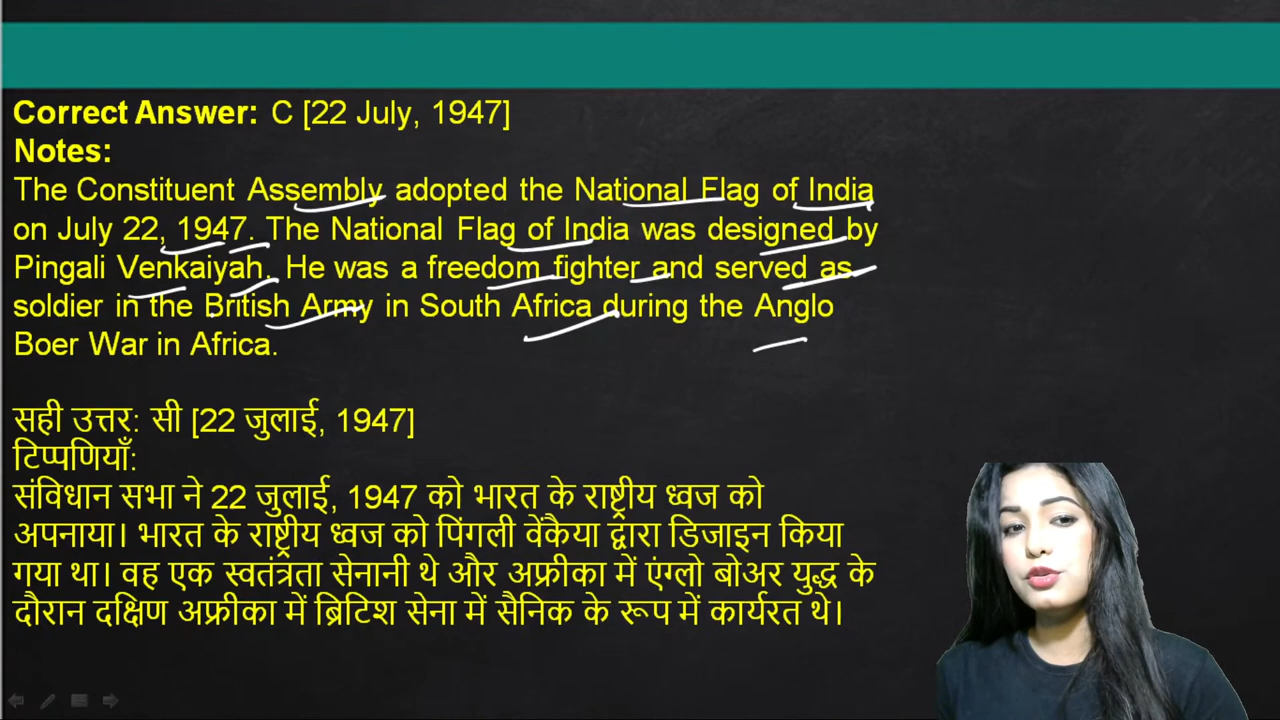 Correct Answer: C [22 July, 1947]
Notes:
The Constituent Assembly adopted the National Flag of India
on July 22, 1947. The National Flag of India was designed by
Pingali Venkaiyah. He was a freedom fighter and served as
soldier in the British Army in South Africa during the Anglo
Boer War in Africa.
सही उत्तर: सी [22 जुलाई, 1947]
टिप्पणियाँ:
संविधान सभा ने 22 जुलाई, 1947 को भारत के राष्ट्रीय ध्वज को
अपनाया। भारत के राष्ट्रीय ध्वज को पिंगली वेंकैया द्वारा डिजाइन किया
गया था। वह एक स्वतंत्रता सेनानी थे और अफ्रीका में एंग्लो बोअर युद्ध के
दौरान दक्षिण अफ्रीका में ब्रिटिश सेना में सैनिक के रूप में कार्यरत थे।